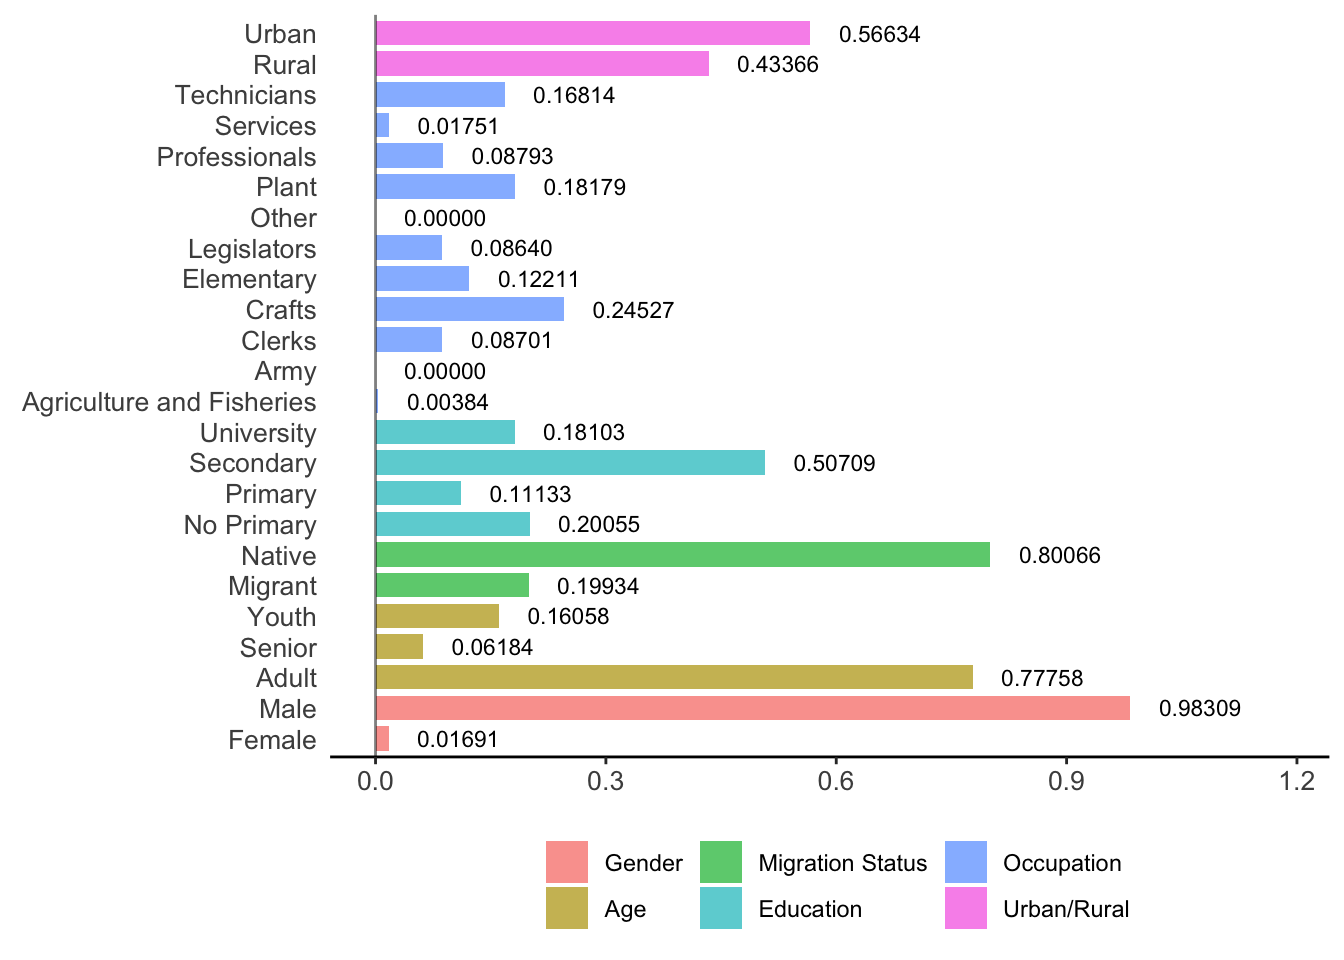 Urban 0.56634
Rural 0.43366
Technicians 0.16814
Services 0.01751
Professionals 0.08793
Plant 0.18179
Other 0.00000
Legislators 0.08640
Elementary 0.12211
Crafts 0.24527
Clerks 0.08701
Army 0.00000
Agriculture and Fisheries 0.00384
University 0.18103
Secondary 0.50709
Primary 0.11133
No Primary 0.20055
Native 0.80066
Migrant 0.19934
Youth 0.16058
Senior 0.06184
Adult 0.77758
Male 0.98309
Female 0.01691
0.0 0.3 0.6 0.9 1.2
Gender Migration Status Occupation
Age Education Urban/Rural